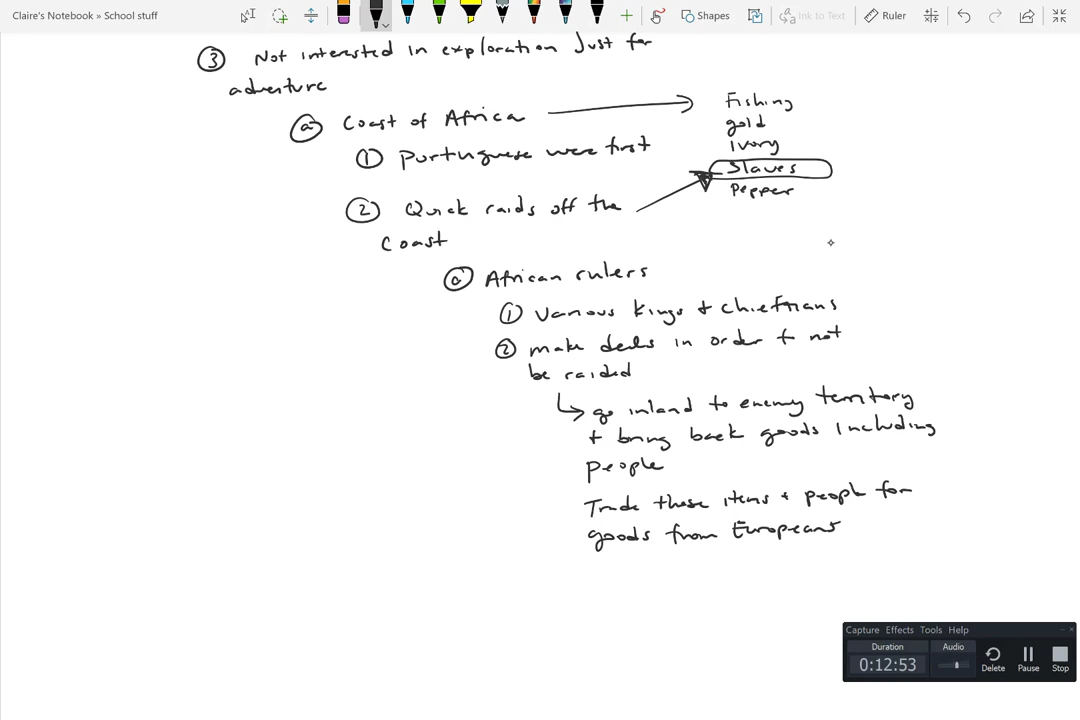 Claire's Notebook » School stuff
Shapes
Ink to Text
Ruler
③ Not interested in exploration Just for
adventure
ⓐ Coast of Africa
Fishing
gold
Ivory
Slaves
Pepper
① Portuguese were first
② Quick raids off the
coast
ⓐ African rulers
① various kings + chieftians
② make deals in order to not
be raided
go inland to enemy territory
+ bring back goods including
people
Trade these items + people for
goods from Europeans
Capture Effects Tools Help
Duration
Audio
0:12:53
Delete
Pause
Stop